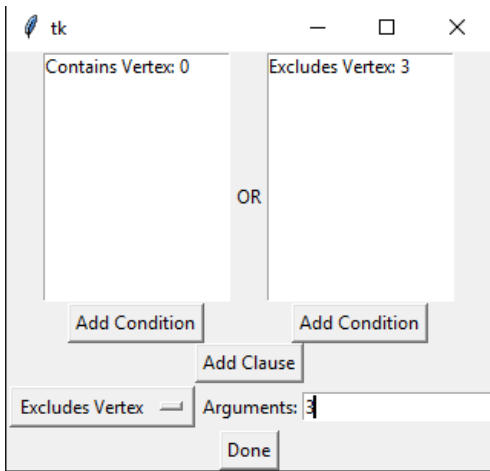 tk
Contains Vertex: 0
Excludes Vertex: 3
OR
Add Condition
Add Condition
Add Clause
Excludes Vertex
Arguments: 3
Done